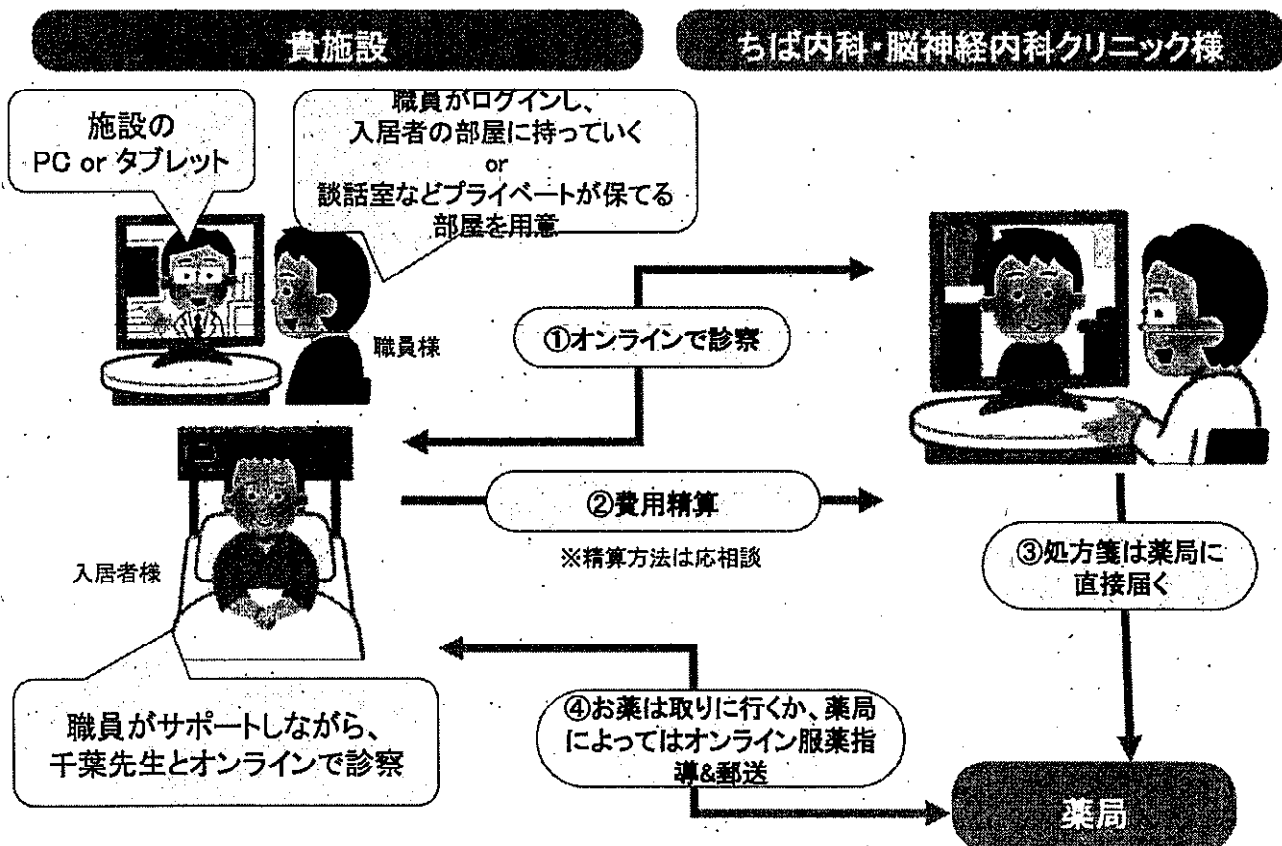 貴施設
ちば内科・脳神経内科クリニック様
施設の
PC or タブレット
職員がログインし、
入居者の部屋に持っていく
or
談話室などプライベートが保てる
部屋を用意
職員様
①オンラインで診察
②費用精算
※精算方法は応相談
入居者様
③処方箋は薬局に
直接届く
職員がサポートしながら、
千葉先生とオンラインで診察
④お薬は取りに行くか、薬局
によってはオンライン服薬指
導&郵送
薬局